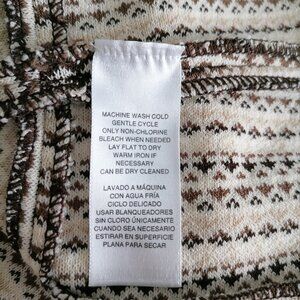 MACHINE WASH COLD
GENTLE CYCLE
ONLY NON-CHLORINE
BLEACH WHEN NEEDED
LAY FLAT TO DRY
WARM IRON IF
NECESSARY
CAN BE DRY CLEANED
LAVADO A MÁQUINA
CON AGUA FRÍA
CICLO DELICADO
USAR BLANQUEADORES
SIN CLORO ÚNICAMENTE
CUANDO SEA NECESARIO
ESTIRAR EN SUPERFICIE
PLANA PARA SECAR